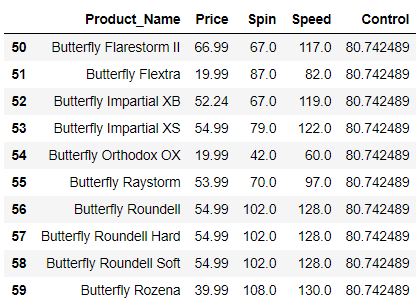 Product_Name Price Spin Speed Control
50 Butterfly Flarestorm II 66.99 67.0 117.0 80.742489
51 Butterfly Flextra 19.99 87.0 82.0 80.742489
52 Butterfly Impartial XB 52.24 67.0 119.0 80.742489
53 Butterfly Impartial XS 54.99 79.0 122.0 80.742489
54 Butterfly Orthodox OX 19.99 42.0 60.0 80.742489
55 Butterfly Raystorm 53.99 70.0 97.0 80.742489
56 Butterfly Roundell 54.99 102.0 128.0 80.742489
57 Butterfly Roundell Hard 54.99 102.0 128.0 80.742489
58 Butterfly Roundell Soft 54.99 102.0 128.0 80.742489
59 Butterfly Rozena 39.99 108.0 130.0 80.742489